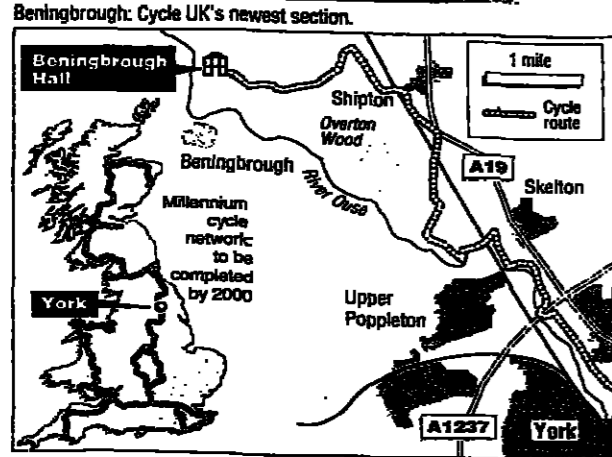 Beningbrough: Cycle UK's newest section.
Beningbrough
Hall
1 mile
Cycle
route
Shipton
Overton
Wood
A19
Beningbrough
River Ouse
Skelton
Millennium
cycle
network:
to be
completed
by 2000
York
Upper
Poppleton
A1237
York